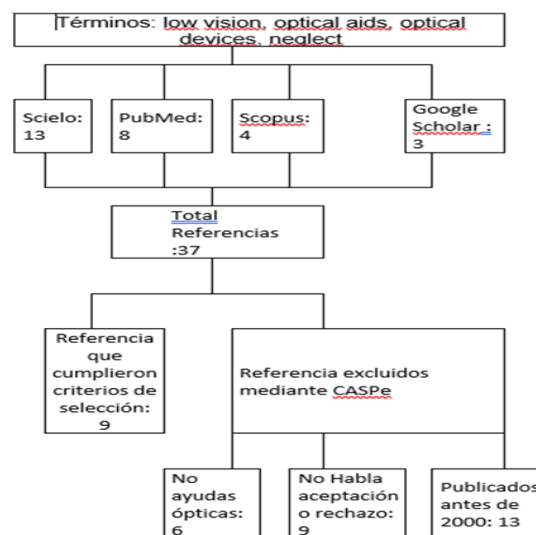 Términos: low vision, optical aids, optical
devices, neglect
Scielo:
13
PubMed:
8
Scopus:
4
Google
Scholar :
3
Total
Referencias
:37
Referencia
que
cumplieron
criterios de
selección:
9
Referencia excluidos
mediante CASPe
No
ayudas
ópticas:
6
No Habla
aceptación
o rechazo:
9
Publicados
antes de
2000: 13